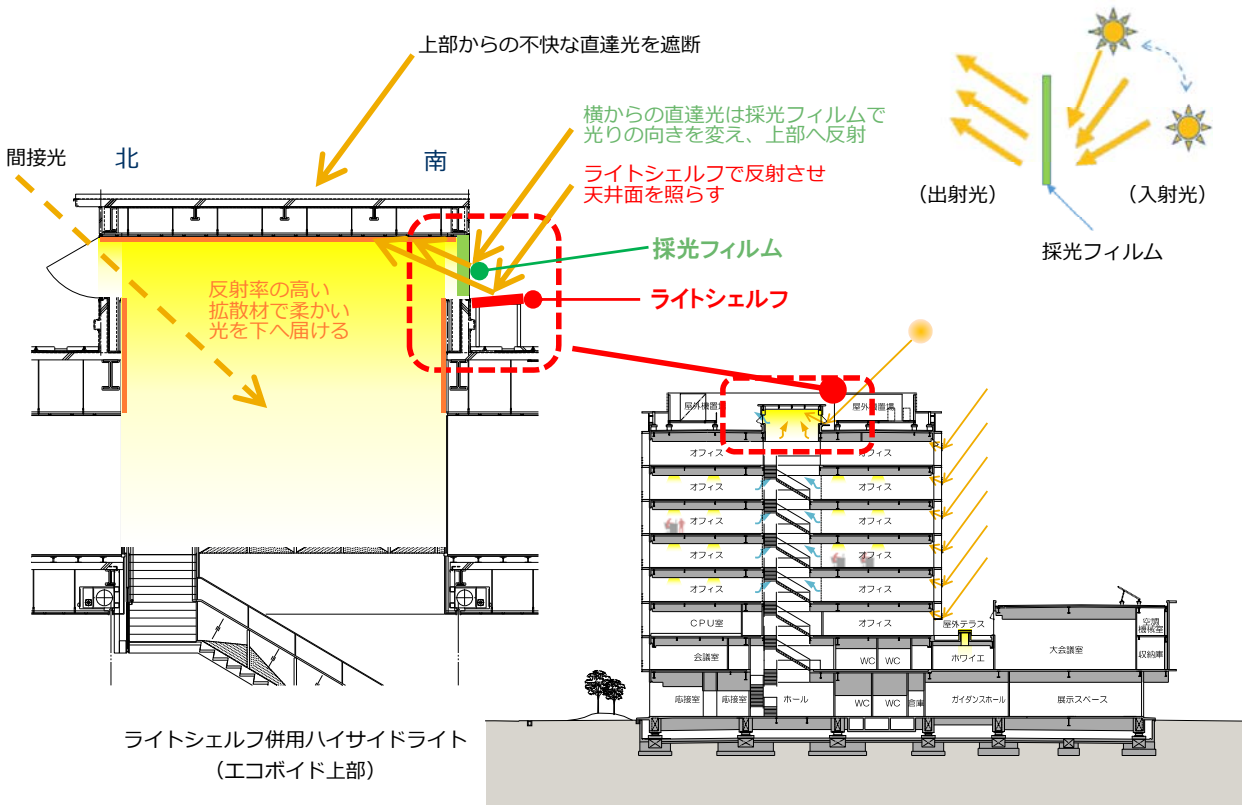 上部からの不快な直達光を遮断
横からの直達光は採光フィルムで
光りの向きを変え、上部へ反射
ライトシェルフで反射させ
天井面を照らす
間接光
北
南
採光フィルム
ライトシェルフ
反射率の高い
拡散材で柔かい
光を下へ届ける
(出射光)
(入射光)
採光フィルム
屋外機置場
屋外機置場
オフィス
オフィス
オフィス
オフィス
オフィス
オフィス
オフィス
オフィス
オフィス
オフィス
CPU室
オフィス
屋外テラス
空調
機械室
会議室
WC
WC
ホワイエ
大会議室
収納庫
応接室
応接室
ホール
WC
WC
倉庫
ガイダンスホール
展示スペース
ライトシェルフ併用ハイサイドライト
(エコボイド上部)